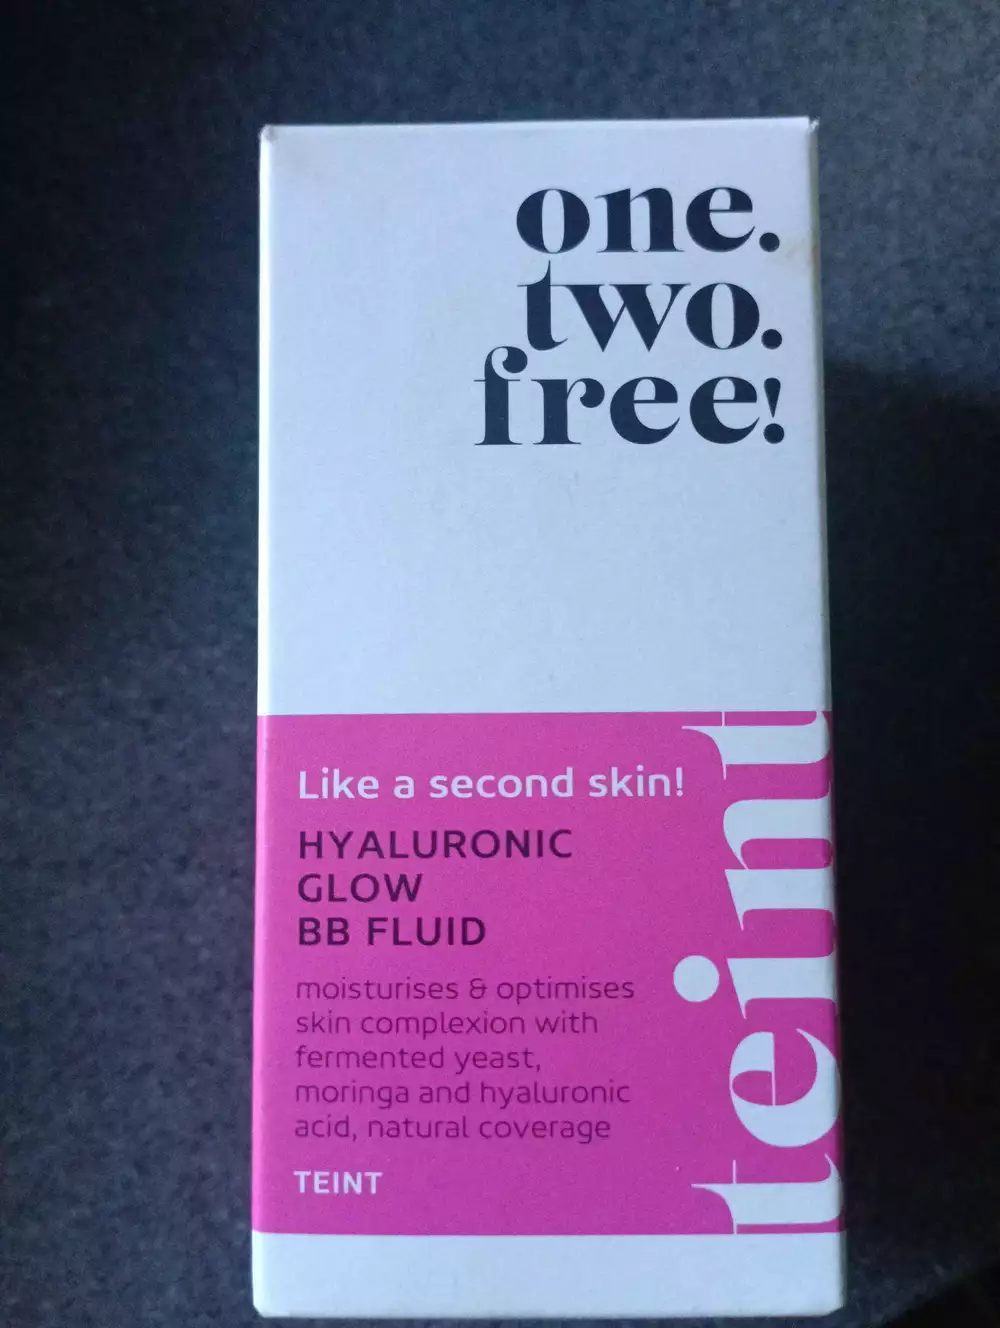 one.
two.
free!
Like a second skin!
HYALURONIC
GLOW
BB FLUID
moisturises & optimises
skin complexion with
fermented yeast,
moringa and hyaluronic
acid, natural coverage
TEINT
teint